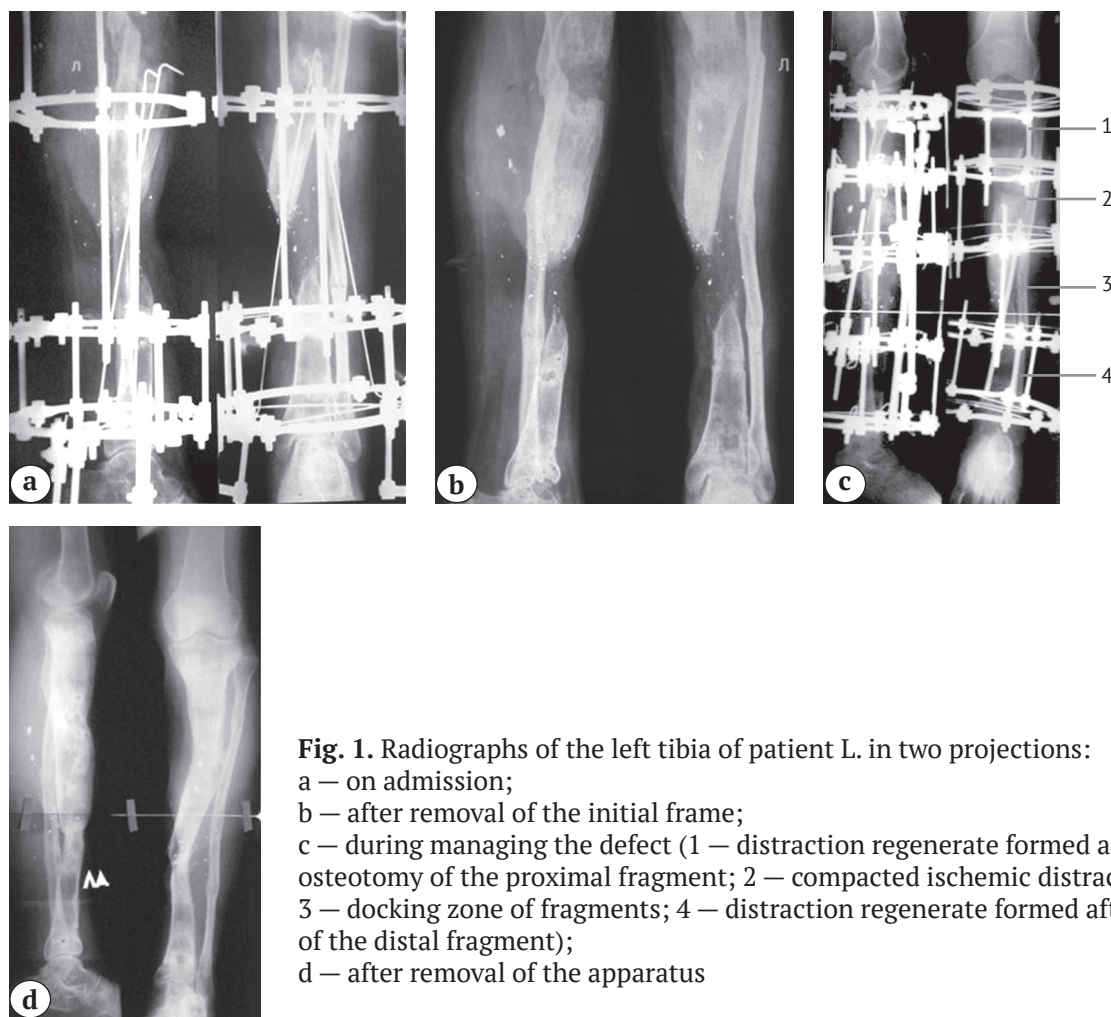 Л
Л
1
2
3
4
a
b
c
d
Fig. 1. Radiographs of the left tibia of patient L. in two projections:
a — on admission;
b — after removal of the initial frame;
c — during managing the defect (1 — distraction regenerate formed a
osteotomy of the proximal fragment; 2 — compacted ischemic distrac
3 — docking zone of fragments; 4 — distraction regenerate formed aft
of the distal fragment);
d — after removal of the apparatus